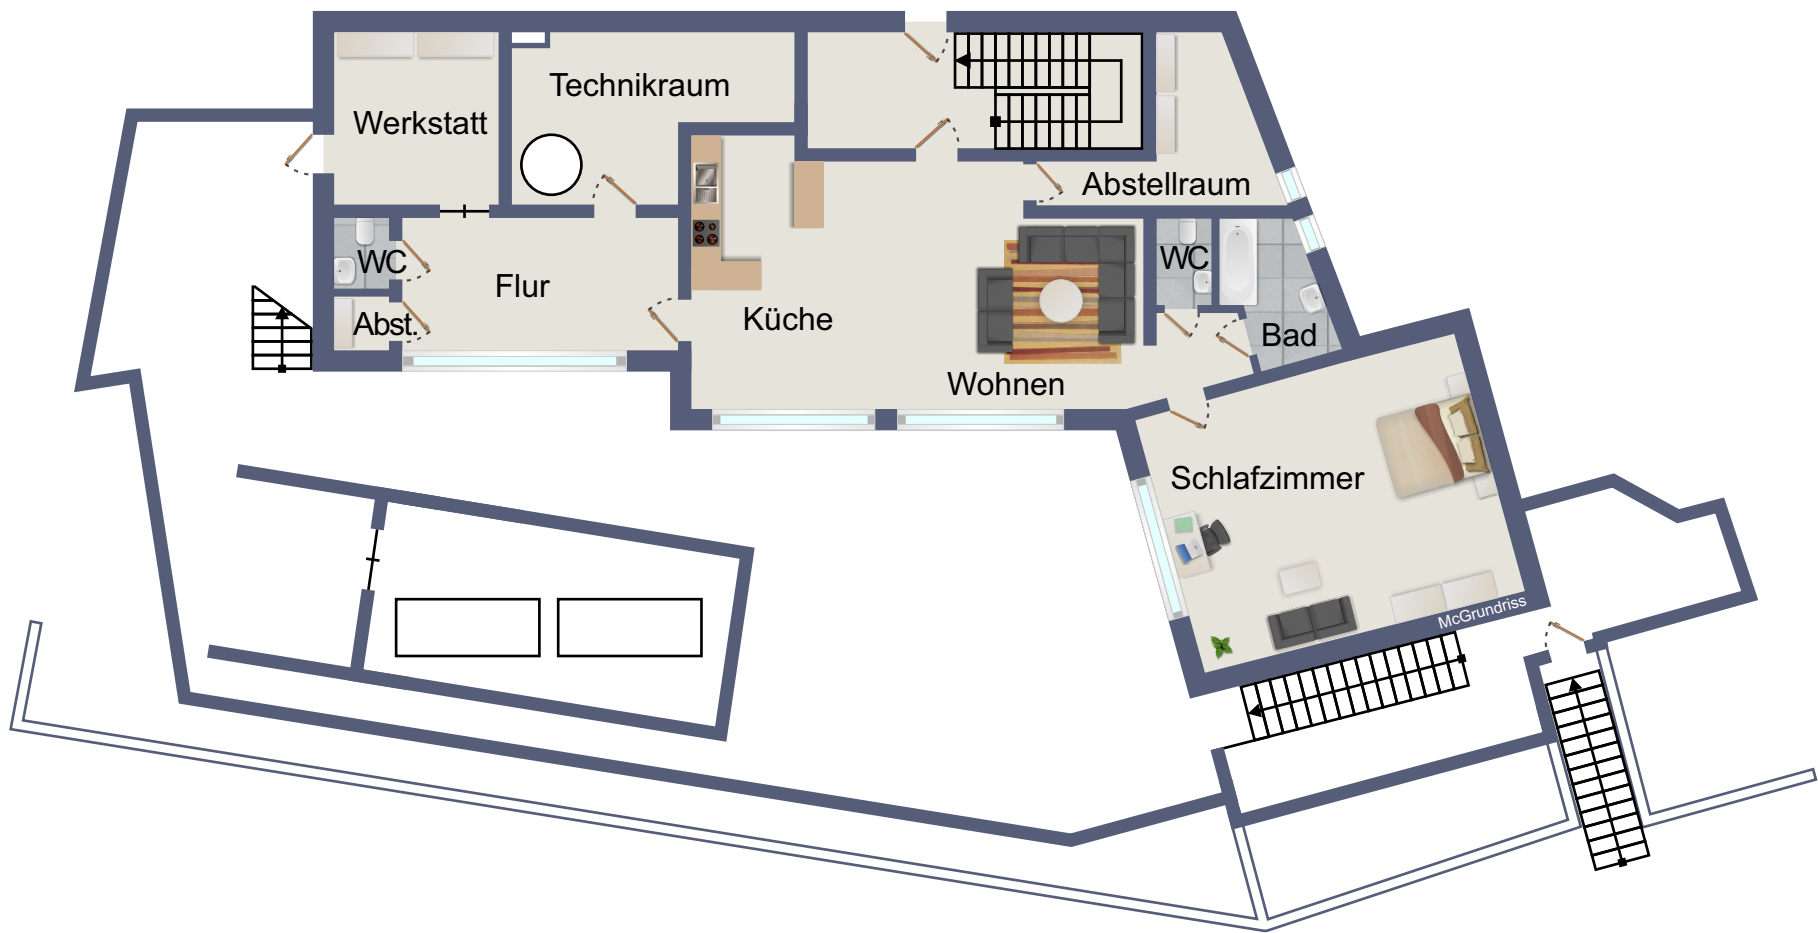 Technikraum
Werkstatt
Abstellraum
WC
WC
Flur
Abst.
Küche
Bad
Wohnen
Schlafzimmer
McGrundriss